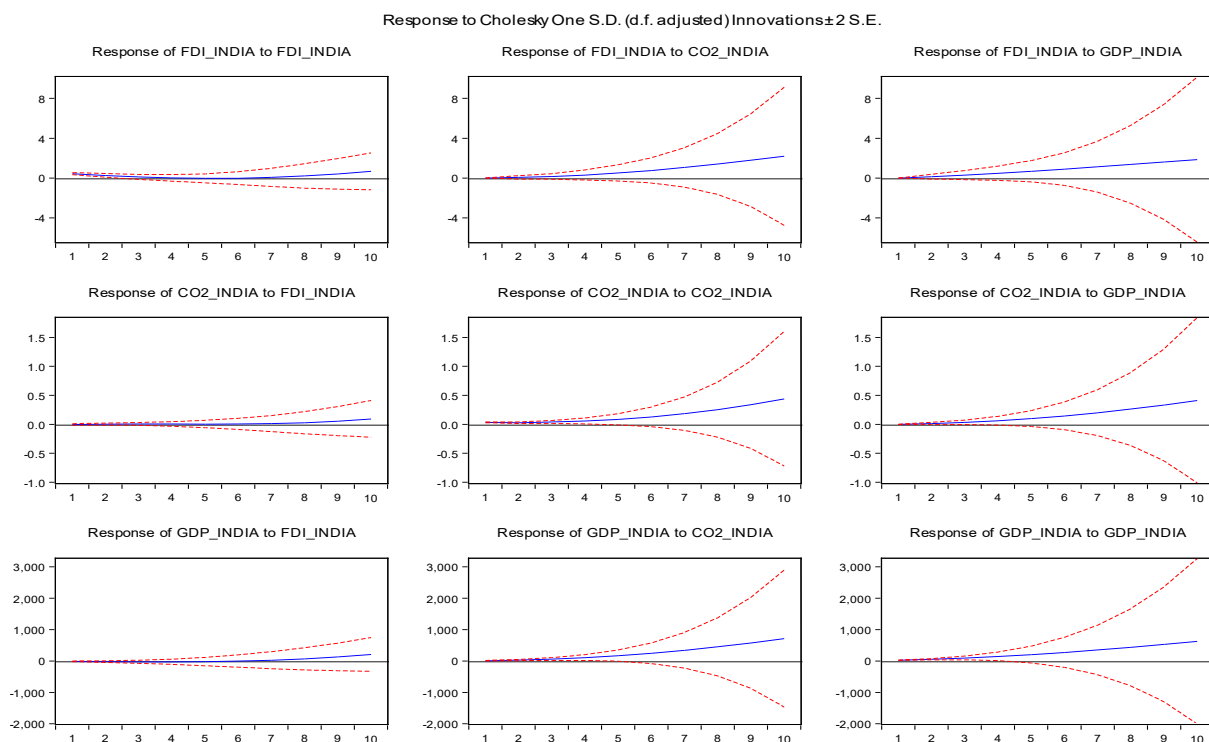 Response to Cholesky One S.D. (d.f. adjusted) Innovations ± 2 S.E.
Response of FDI_INDIA to FDI_INDIA
8
4
0
-4
1 2 3 4 5 6 7 8 9 10
Response of FDI_INDIA to CO2_INDIA
8
4
0
-4
1 2 3 4 5 6 7 8 9 10
Response of FDI_INDIA to GDP_INDIA
8
4
0
-4
1 2 3 4 5 6 7 8 9 10
Response of CO2_INDIA to FDI_INDIA
1.5
1.0
0.5
0.0
-0.5
-1.0
1 2 3 4 5 6 7 8 9 10
Response of CO2_INDIA to CO2_INDIA
1.5
1.0
0.5
0.0
-0.5
-1.0
1 2 3 4 5 6 7 8 9 10
Response of CO2_INDIA to GDP_INDIA
1.5
1.0
0.5
0.0
-0.5
-1.0
1 2 3 4 5 6 7 8 9 10
Response of GDP_INDIA to FDI_INDIA
3,000
2,000
1,000
0
-1,000
-2,000
1 2 3 4 5 6 7 8 9 10
Response of GDP_INDIA to CO2_INDIA
3,000
2,000
1,000
0
-1,000
-2,000
1 2 3 4 5 6 7 8 9 10
Response of GDP_INDIA to GDP_INDIA
3,000
2,000
1,000
0
-1,000
-2,000
1 2 3 4 5 6 7 8 9 10